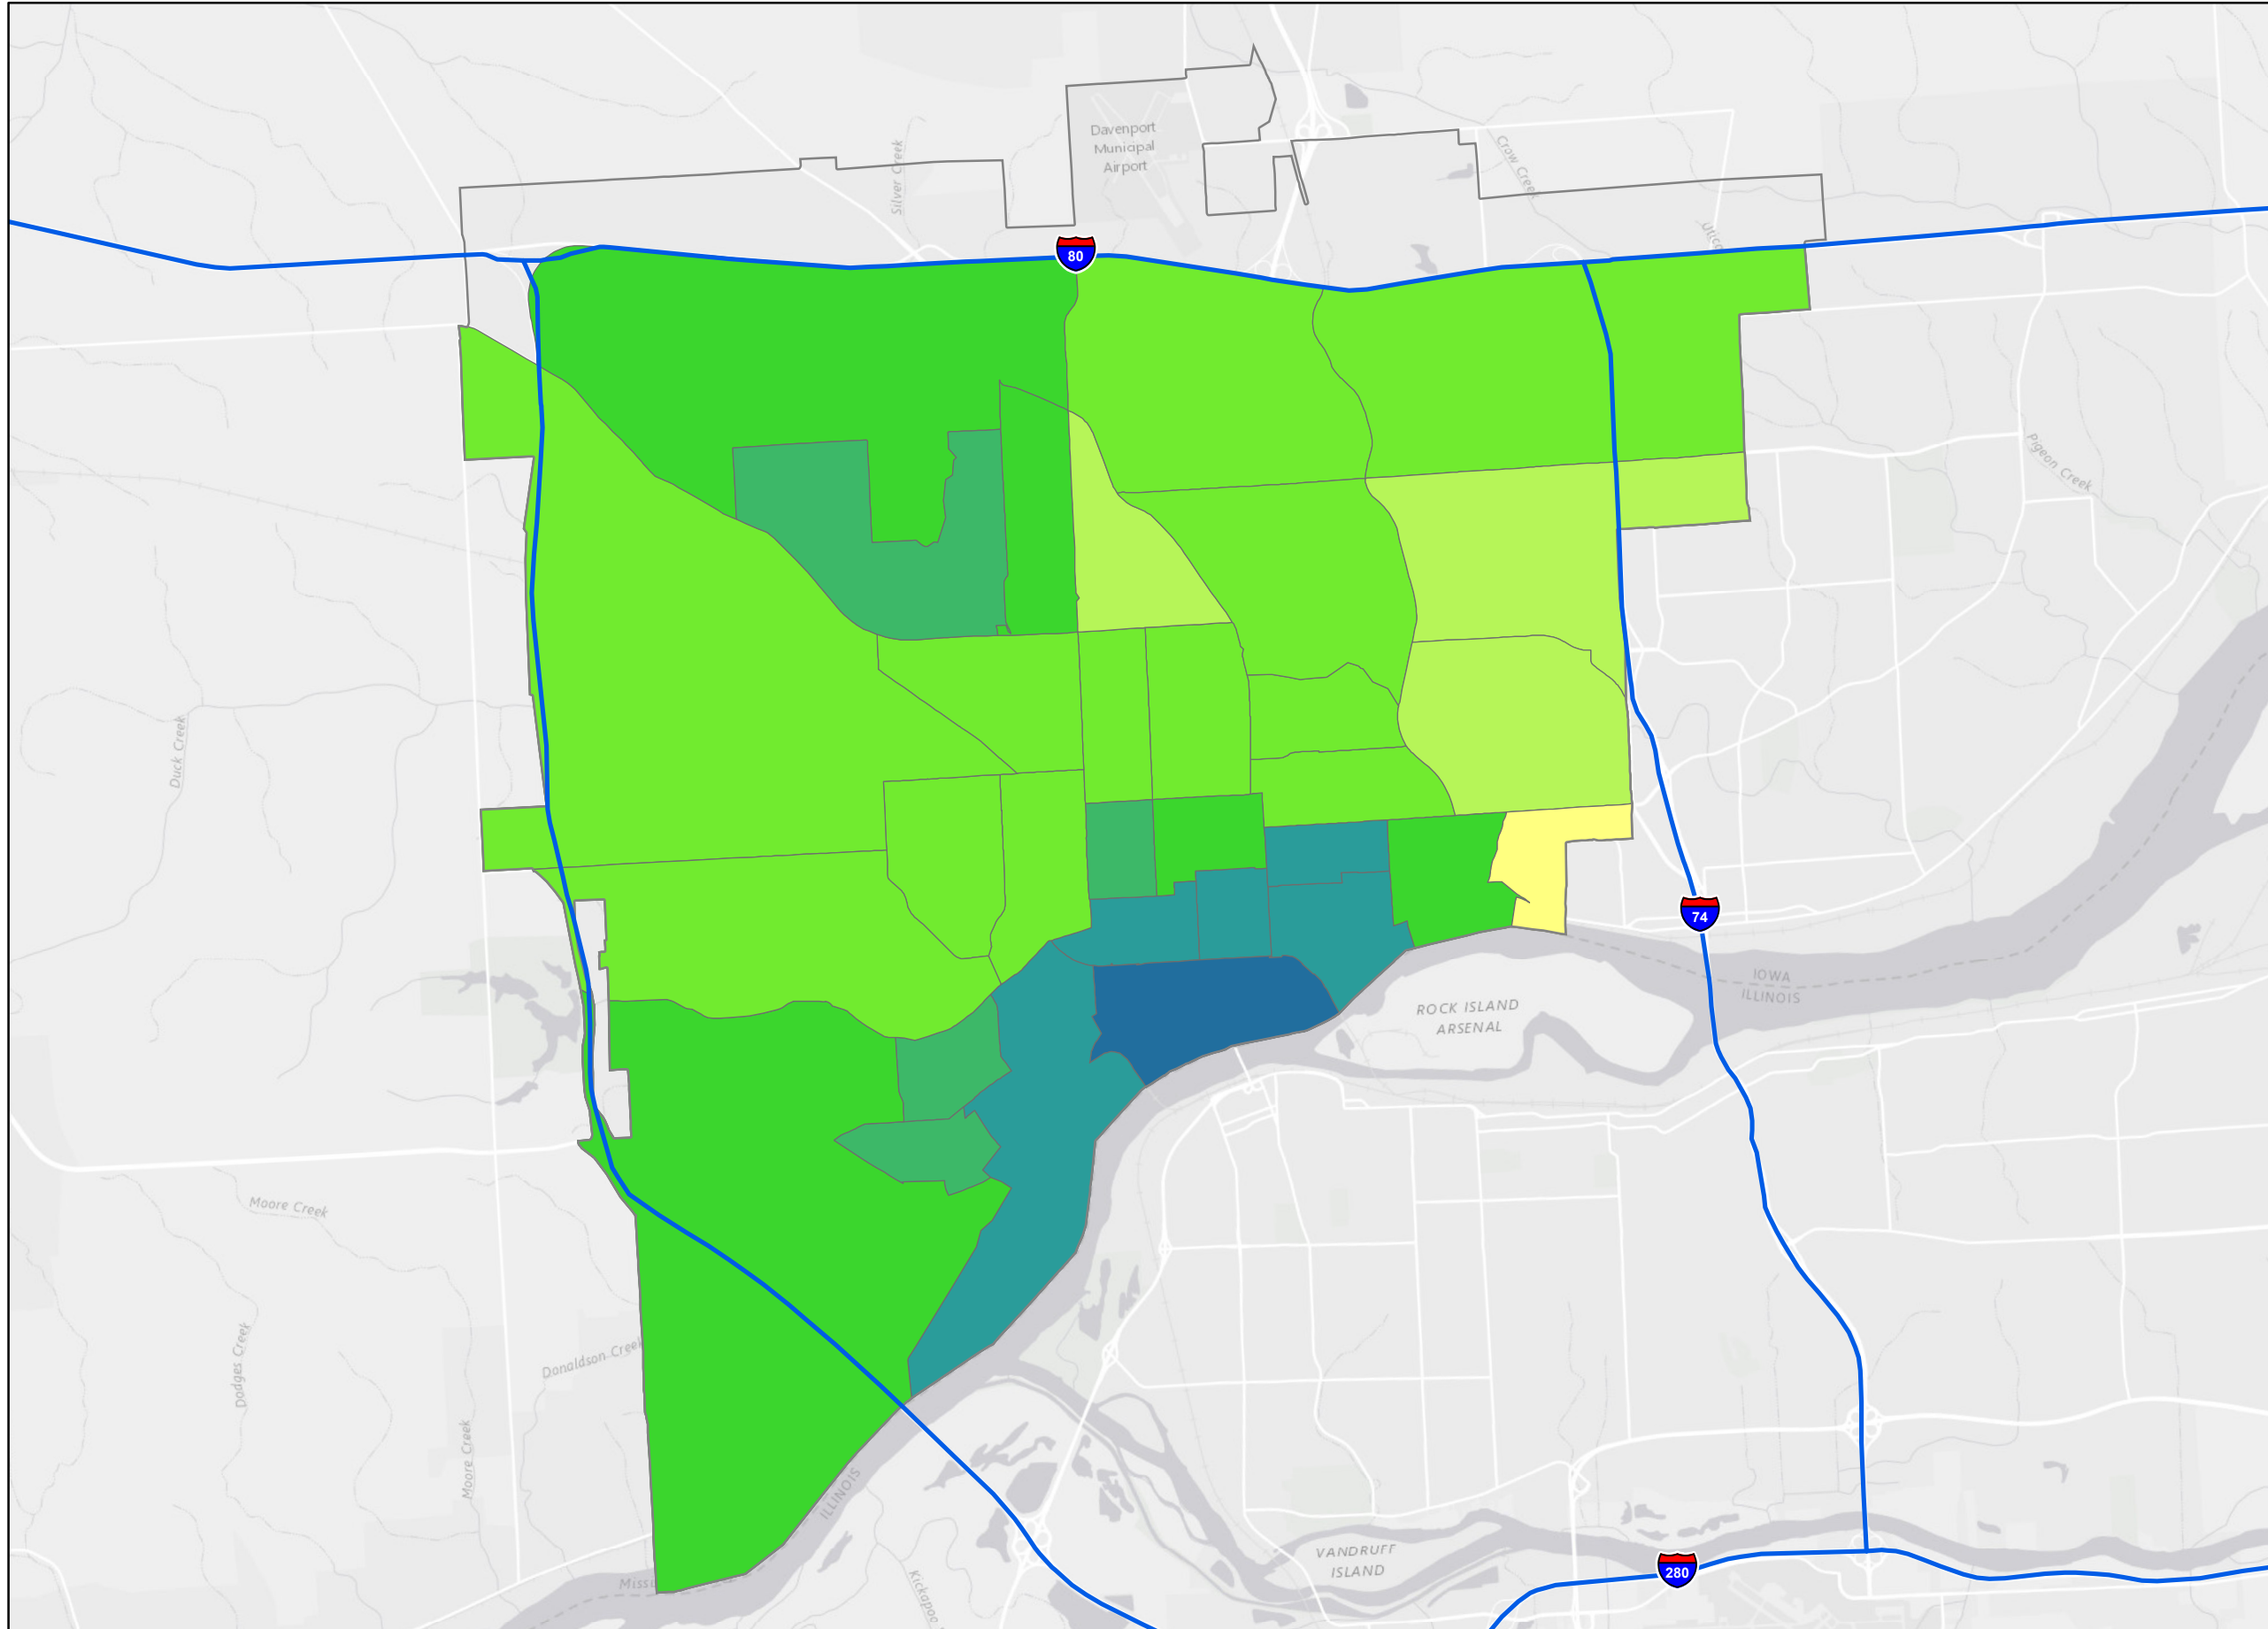 Davenport
Municipal
Airport
Silver Creek
Crow Creek
80
Pigeon Creek
Duck Creek
74
IOWA
ILLINOIS
ROCK ISLAND
ARSENAL
Moore Creek
Dodges Creek
Donaldson Creek
Moore Creek
ILLINOIS
VANDRUFF
ISLAND
280